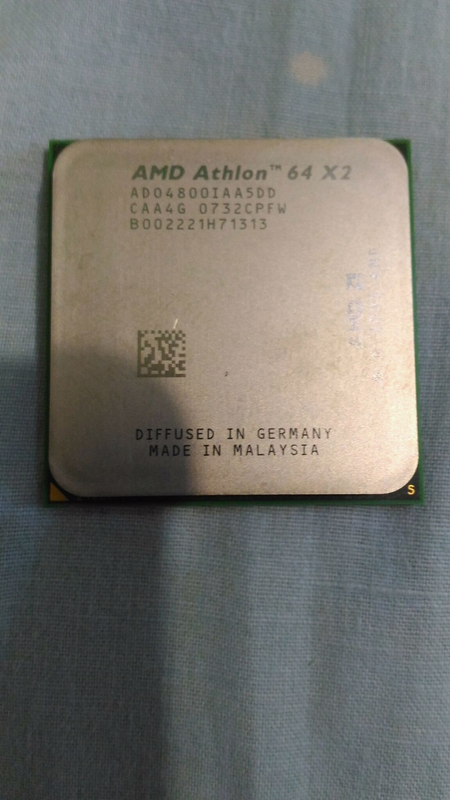 AMD Athlon™ 64 X2
ADO4800IAA5DD
CAA4G 0732CPFW
B002221H71313
DIFFUSED IN GERMANY
MADE IN MALAYSIA
S